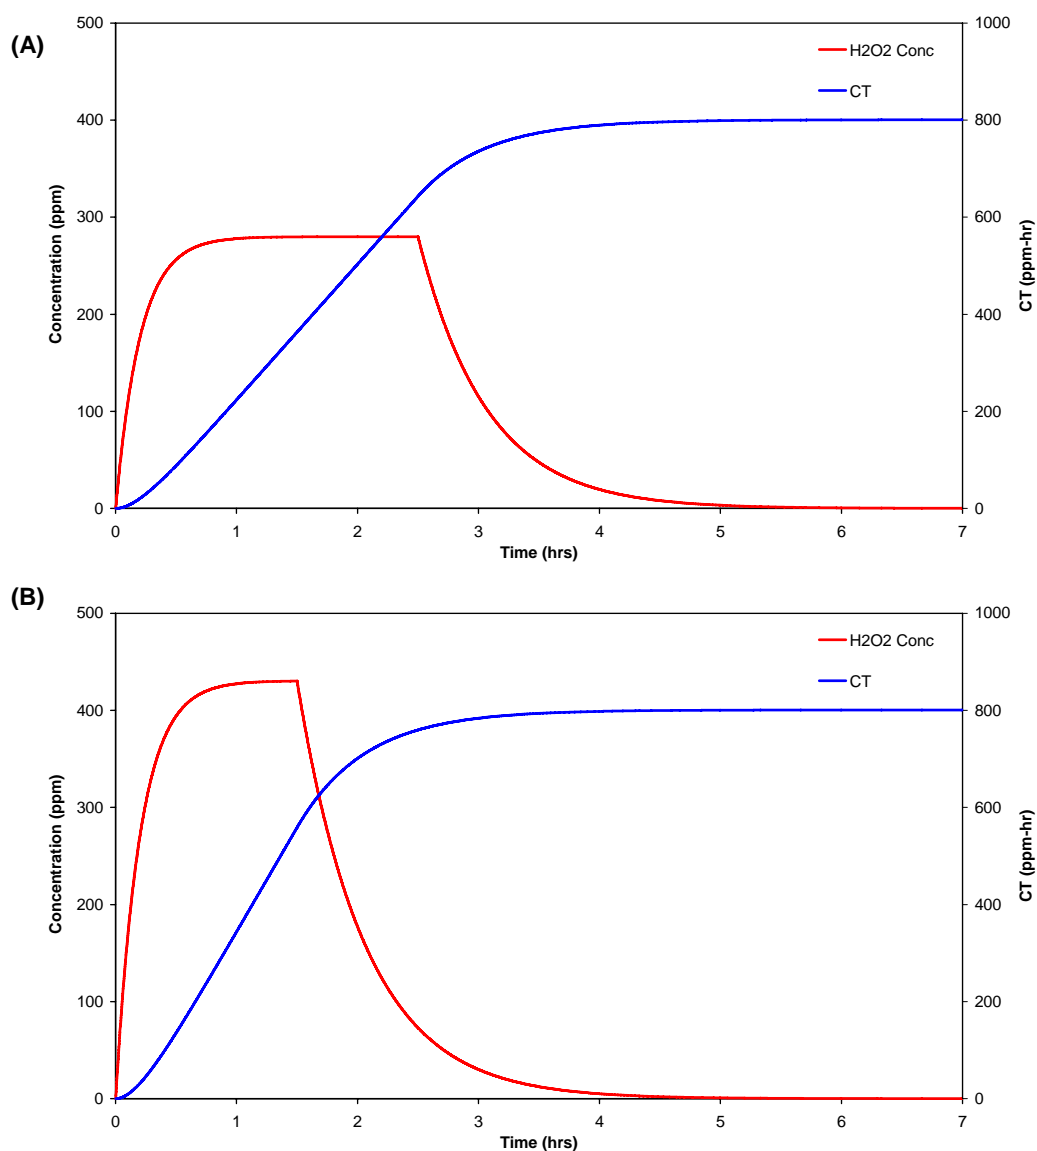 (A)
500
400
300
200
100
0
Concentration (ppm)
1000
800
600
400
200
0
CT (ppm-hr)
H2O2 Conc
CT
0 1 2 3 4 5 6 7
Time (hrs)
(B)
500
400
300
200
100
0
Concentration (ppm)
1000
800
600
400
200
0
CT (ppm-hr)
H2O2 Conc
CT
0 1 2 3 4 5 6 7
Time (hrs)